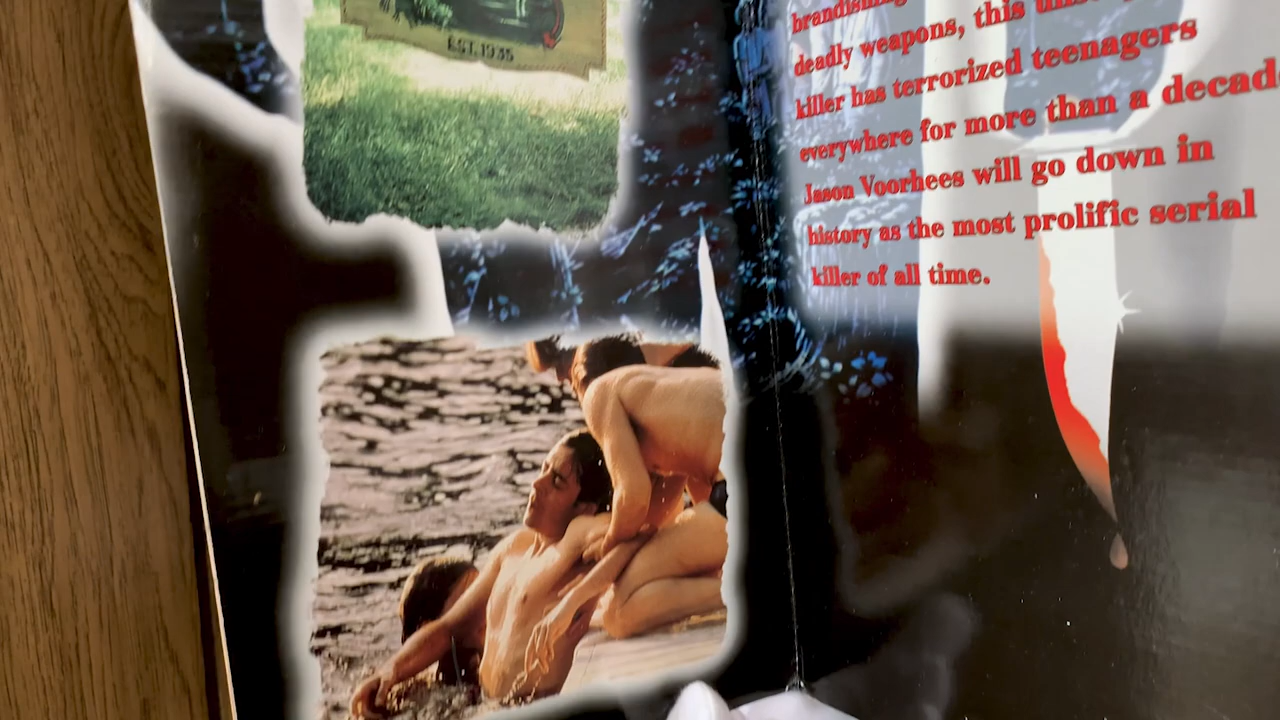 EST. 1935
brandishing
deadly weapons, this
killer has terrorized teenagers
everywhere for more than a
Jason Voorhees will go down in
history as the most prolific serial
killer of all time.